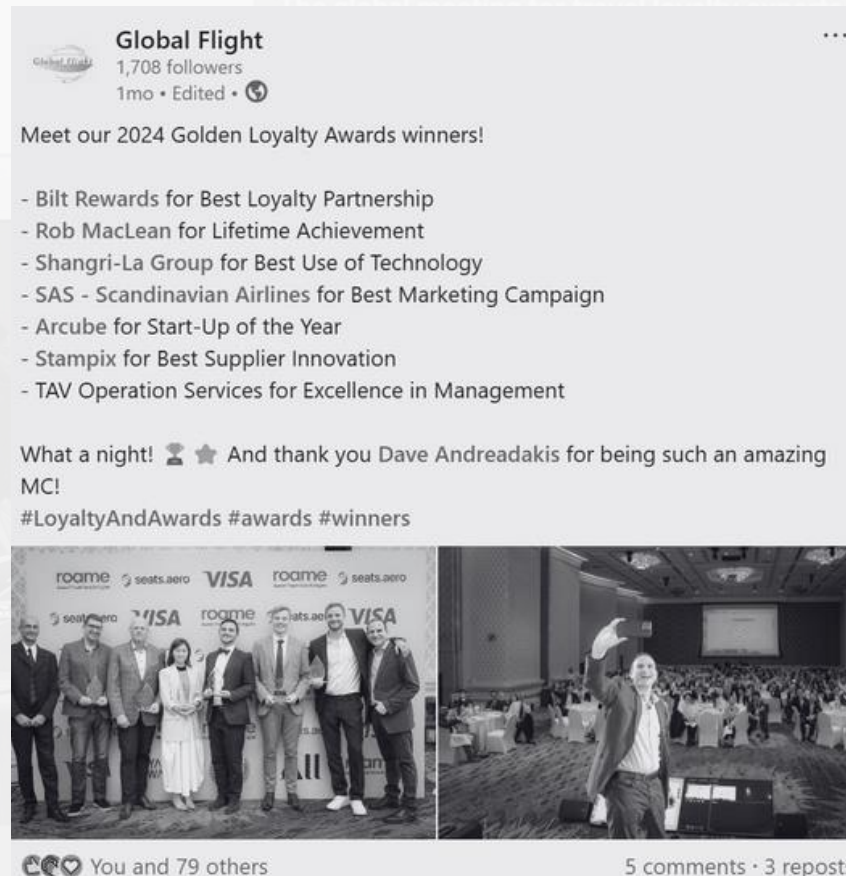 Global Flight
Global Flight
1,708 followers
1mo • Edited •
Meet our 2024 Golden Loyalty Awards winners!
- Bilt Rewards for Best Loyalty Partnership
- Rob MacLean for Lifetime Achievement
- Shangri-La Group for Best Use of Technology
- SAS - Scandinavian Airlines for Best Marketing Campaign
- Arcube for Start-Up of the Year
- Stampix for Best Supplier Innovation
- TAV Operation Services for Excellence in Management
What a night! 🏆 ⭐ And thank you Dave Andreadakis for being such an amazing
MC!
#LoyaltyAndAwards #awards #winners
roame seats.aero VISA roame seats.aero
VISA roame VISA
You and 79 others
5 comments · 3 repost